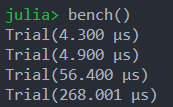 julia> bench()
Trial(4.300 μs)
Trial(4.900 μs)
Trial(56.400 μs)
Trial(268.001 μs)